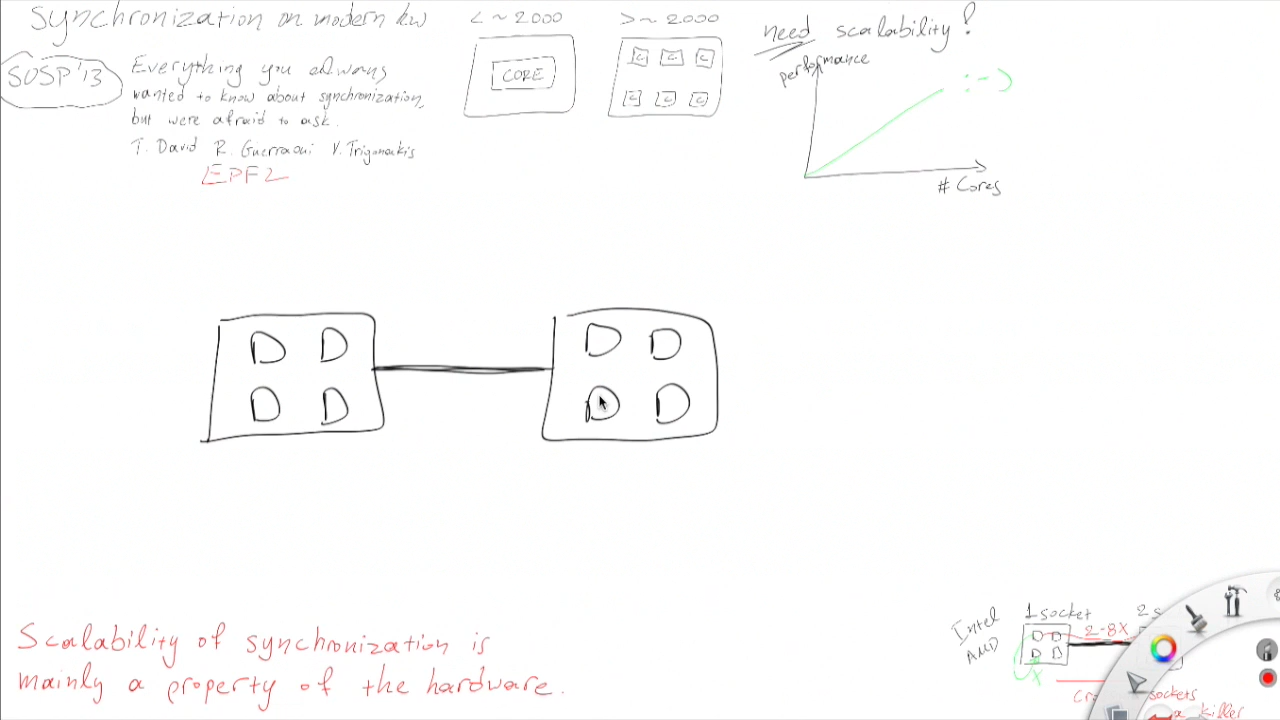 Synchronization on modern hw
SOSP '13
Everything you always
wanted to know about synchronization,
but were afraid to ask.
T. David R. Guerraoui V. Trigonakis
EPFL
< ~ 2000
CORE
> ~ 2000
C C C
C C C
need scalability!
performance
:-)
# Cores
Scalability of synchronization is
mainly a property of the hardware.
Intel
AMD
1 socket
2-8X
X
sockets
killer